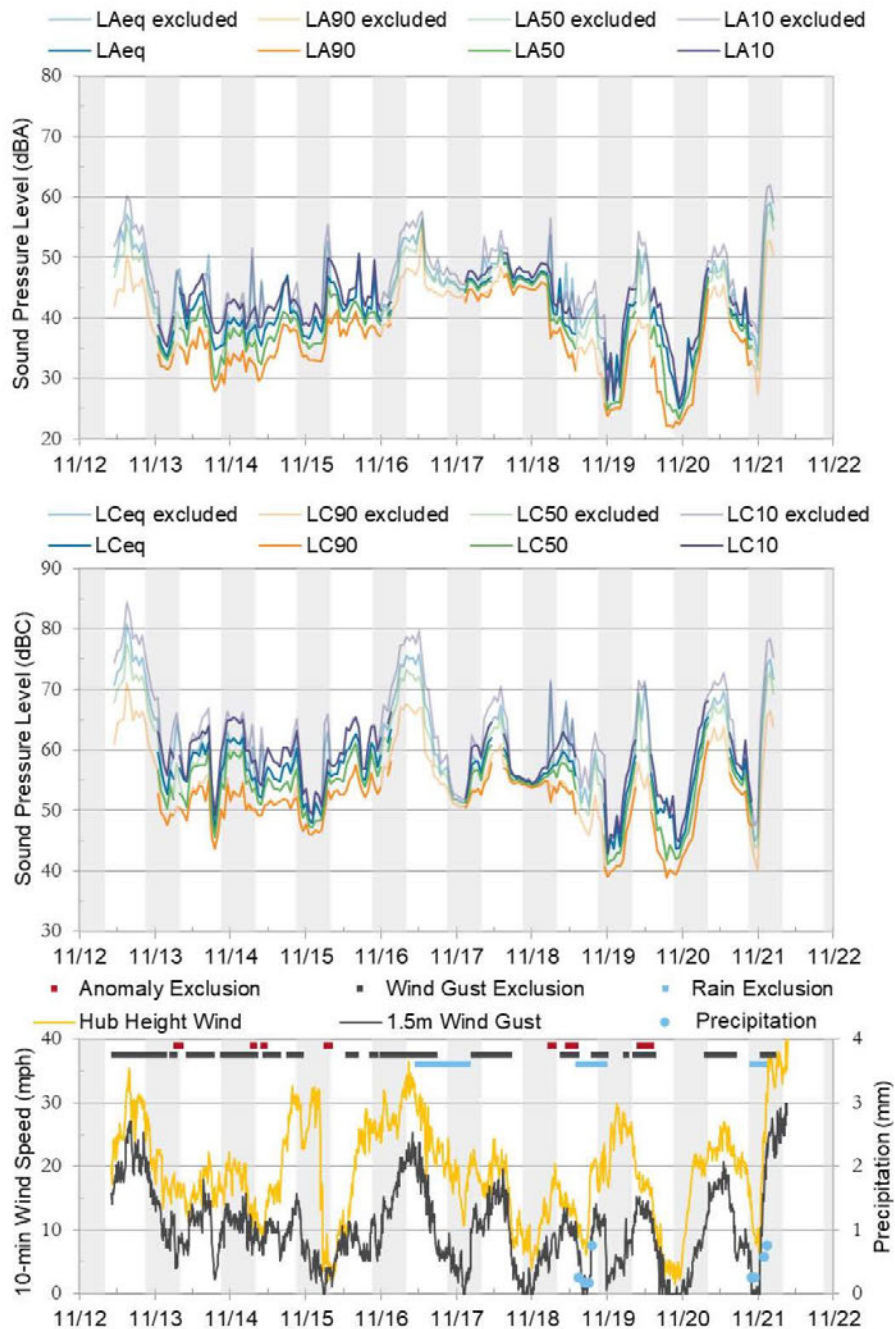 LAeq excluded LA90 excluded LA50 excluded LA10 excluded
LAeq LA90 LA50 LA10
80
70
60
50
40
30
20
Sound Pressure Level (dBA)
11/12 11/13 11/14 11/15 11/16 11/17 11/18 11/19 11/20 11/21 11/22
LCeq excluded LC90 excluded LC50 excluded LC10 excluded
LCeq LC90 LC50 LC10
90
80
70
60
50
40
30
Sound Pressure Level (dBC)
11/12 11/13 11/14 11/15 11/16 11/17 11/18 11/19 11/20 11/21 11/22
Anomaly Exclusion Wind Gust Exclusion Rain Exclusion
Hub Height Wind 1.5m Wind Gust Precipitation
40 4
30 3
20 2
10 1
0 0
10-min Wind Speed (mph)
Precipitation (mm)
11/12 11/13 11/14 11/15 11/16 11/17 11/18 11/19 11/20 11/21 11/22